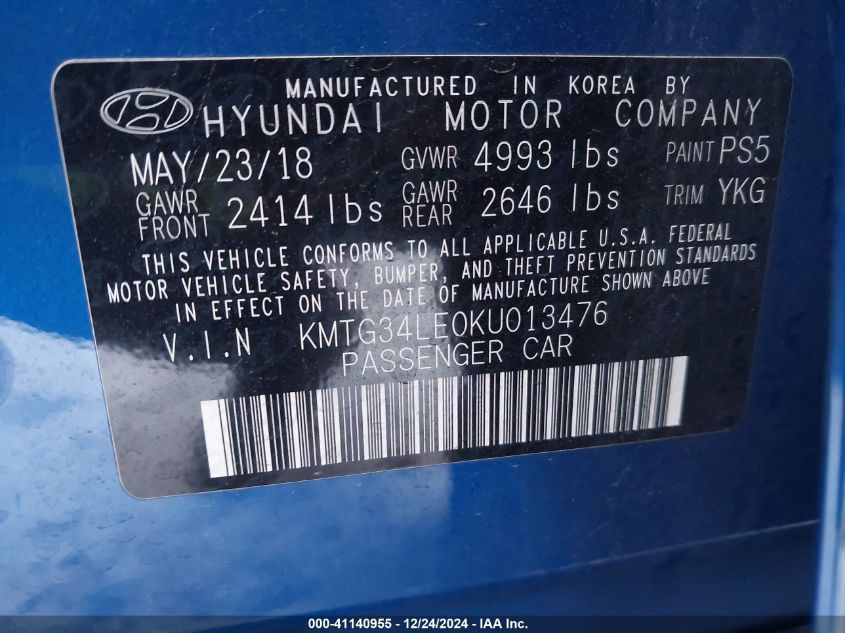 MANUFACTURED IN KOREA BY
HYUNDAI MOTOR COMPANY
MAY/23/18 GVWR 4993 lbs PAINT PS5
GAWR FRONT 2414 lbs GAWR REAR 2646 lbs TRIM YKG
THIS VEHICLE CONFORMS TO ALL APPLICABLE U.S.A. FEDERAL
MOTOR VEHICLE SAFETY, BUMPER, AND THEFT PREVENTION STANDARDS
IN EFFECT ON THE DATE OF MANUFACTURE SHOWN ABOVE
V.I.N KMTG34LE0KU013476
PASSENGER CAR
000-41140955 - 12/24/2024 - IAA Inc.